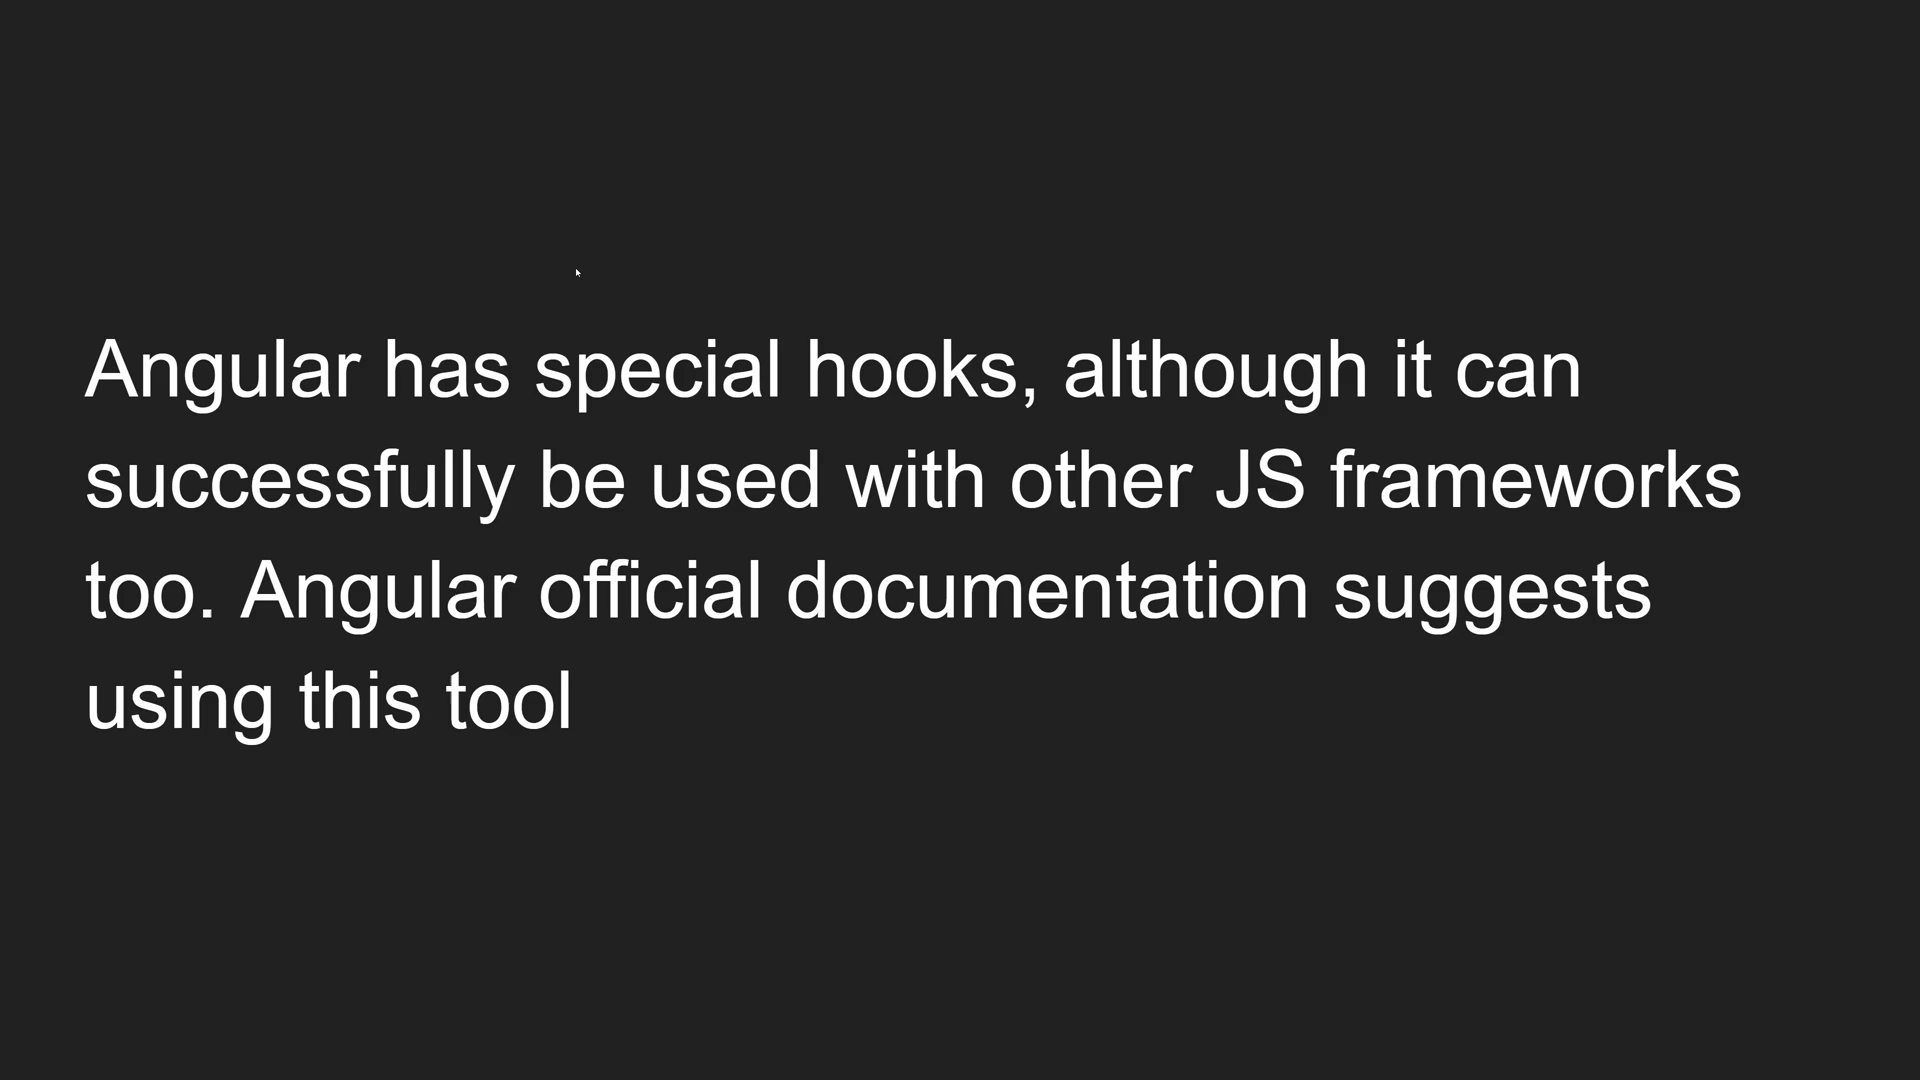 Angular has special hooks, although it can
successfully be used with other JS frameworks
too. Angular official documentation suggests
using this tool